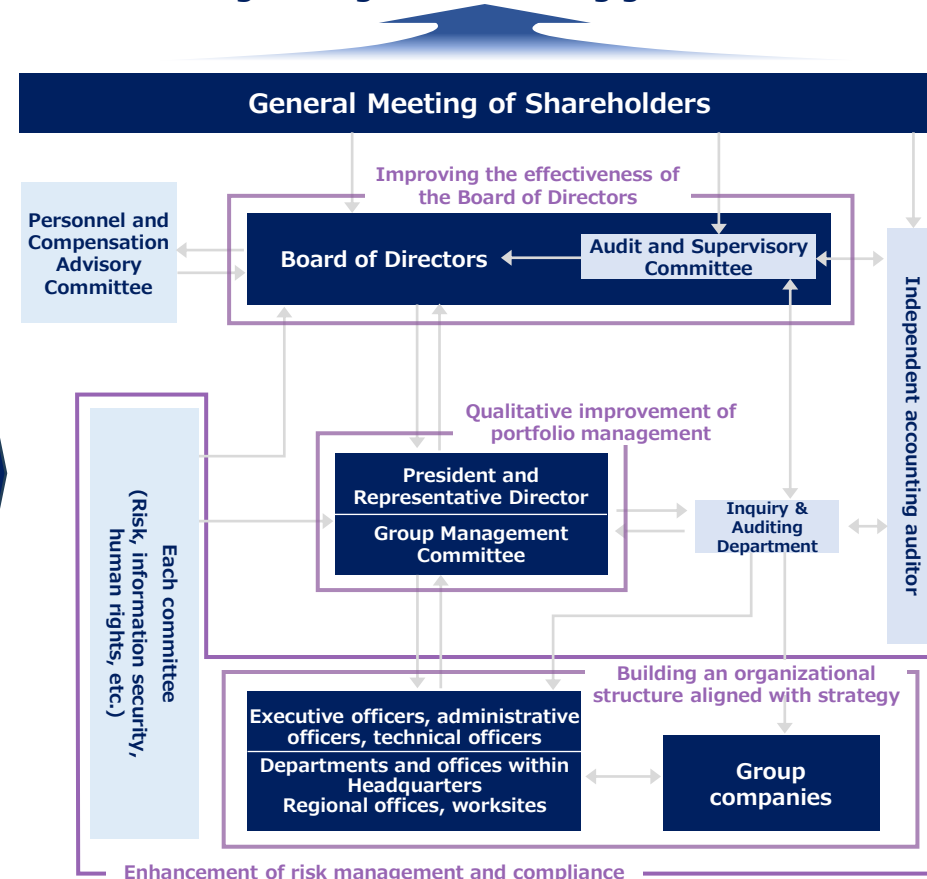 General Meeting of Shareholders
Improving the effectiveness of
the Board of Directors
Personnel and
Compensation
Advisory
Committee
Board of Directors
Audit and Supervisory
Committee
Independent accounting auditor
Qualitative improvement of
portfolio management
President and
Representative Director
Group Management
Committee
Inquiry &
Auditing
Department
Each committee
(Risk, information security,
human rights, etc.)
Building an organizational
structure aligned with strategy
Executive officers, administrative
officers, technical officers
Departments and offices within
Headquarters
Regional offices, worksites
Group
companies
Enhancement of risk management and compliance